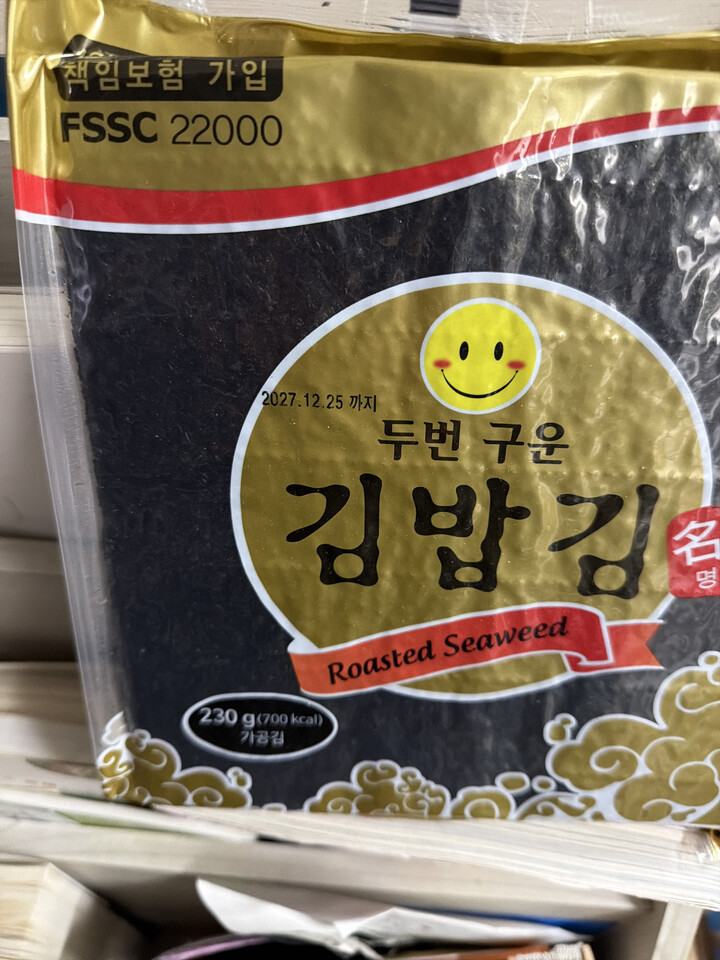 책임보험 가입
FSSC 22000
2027.12.25 까지
두번 구운
김밥김
名
명
Roasted Seaweed
230 g(700 kcal)
가공김